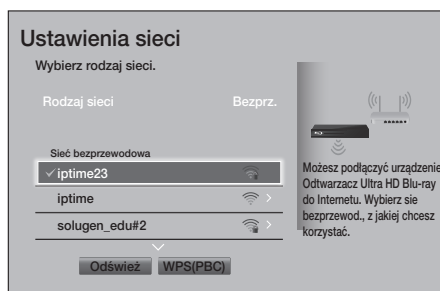 Ustawienia sieci
Wybierz rodzaj sieci.
Rodzaj sieci Bezprz.
Sieć bezprzewodowa
iptime23
iptime
solugen_edu#2
Odśwież WPS(PBC)
Możesz podłączyć urządzenie
Odtwarzacz Ultra HD Blu-ray
do Internetu. Wybierz sie
bezprzewod., z jakiej chcesz
korzystać.